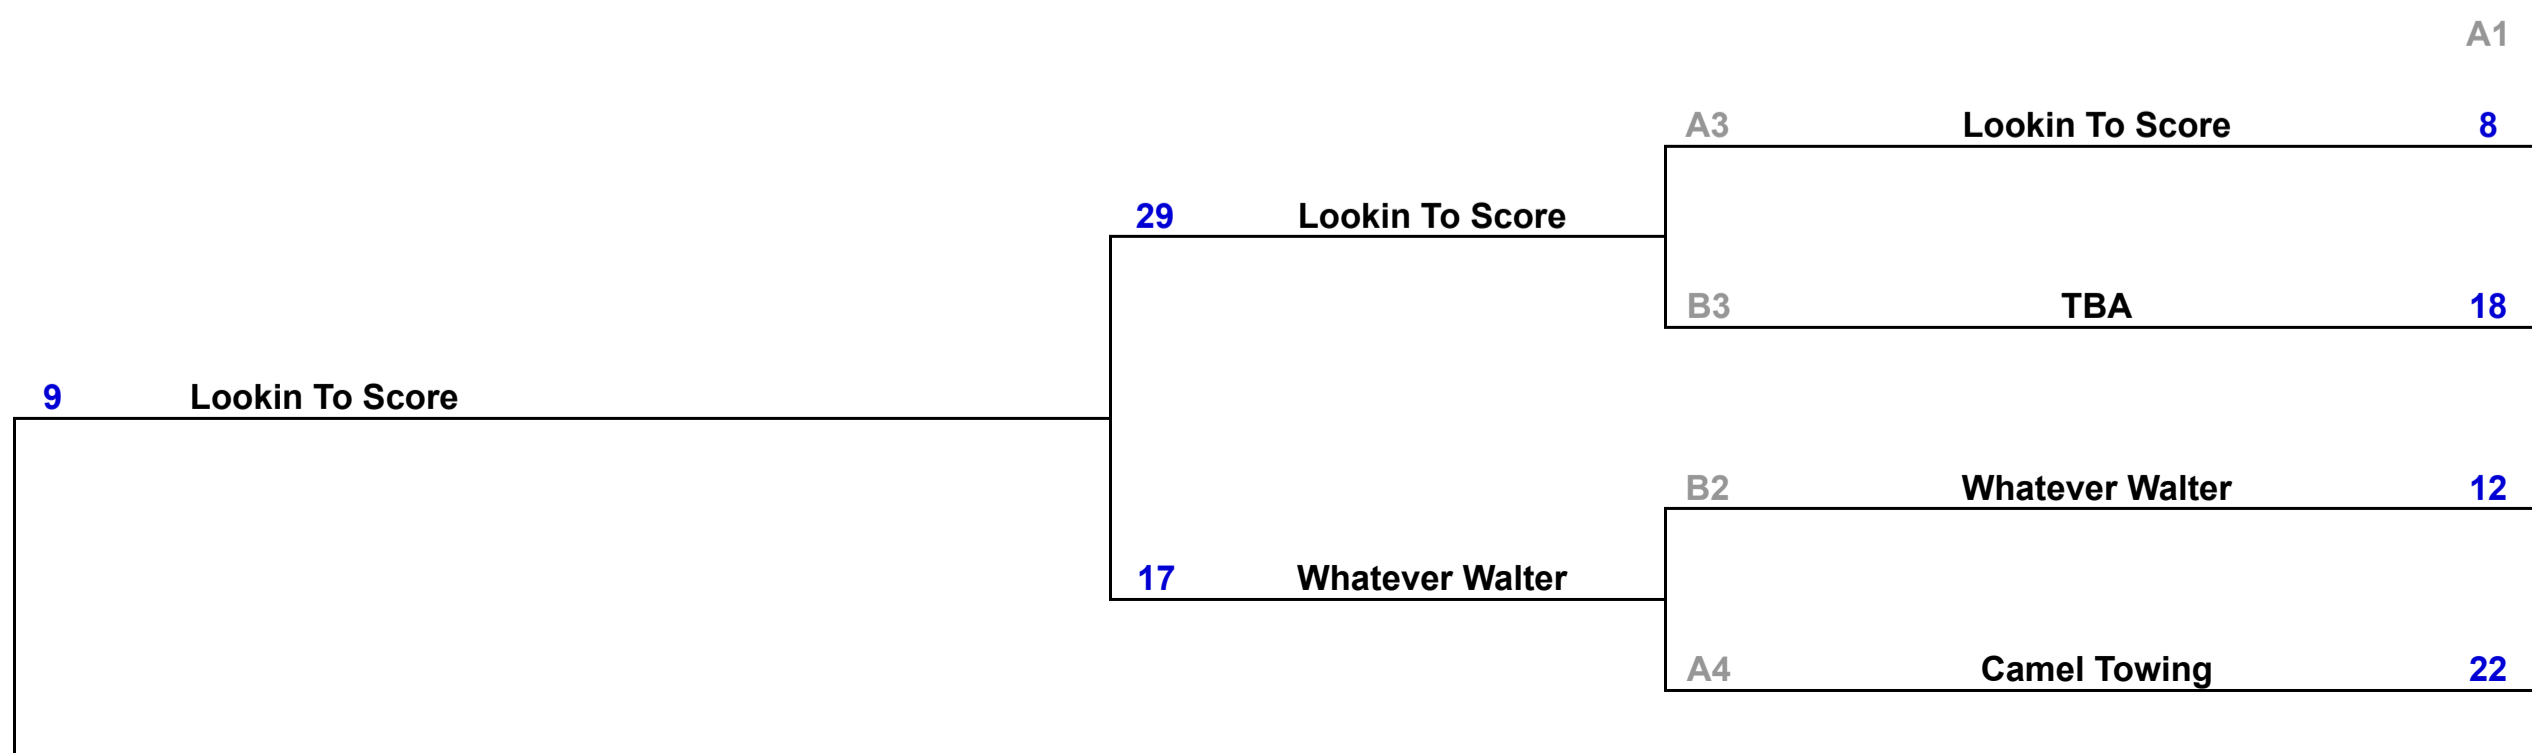 A1
A3 Lookin To Score 8
29 Lookin To Score
B3 TBA 18
9 Lookin To Score
B2 Whatever Walter 12
17 Whatever Walter
A4 Camel Towing 22